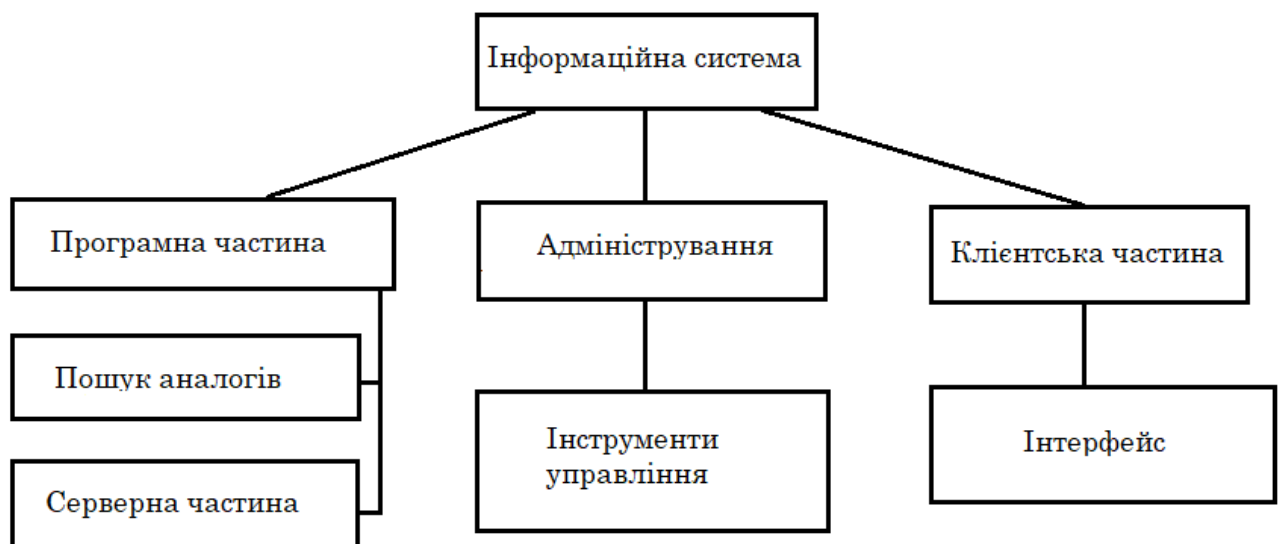 Інформаційна система
Програмна частина
Адміністрування
Клієнтська частина
Пошук аналогів
Інструменти
управління
Інтерфейс
Серверна частина